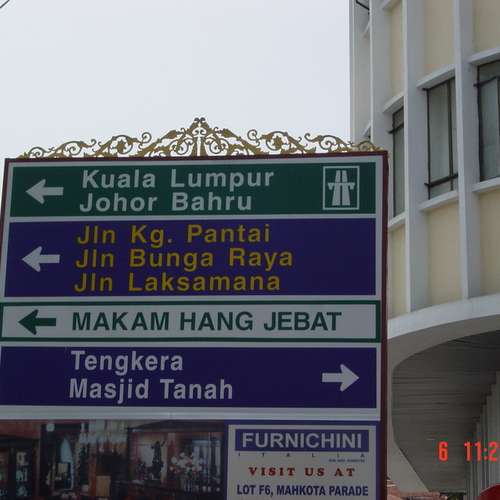 Kuala Lumpur
Johor Bahru
Jln Kg. Pantai
Jln Bunga Raya
Jln Laksamana
MAKAM HANG JEBAT
Tengkera
Masjid Tanah
FURNICHINI
ITALIA
VISIT US AT
LOT F6, MAHKOTA PARADE
6 11:2